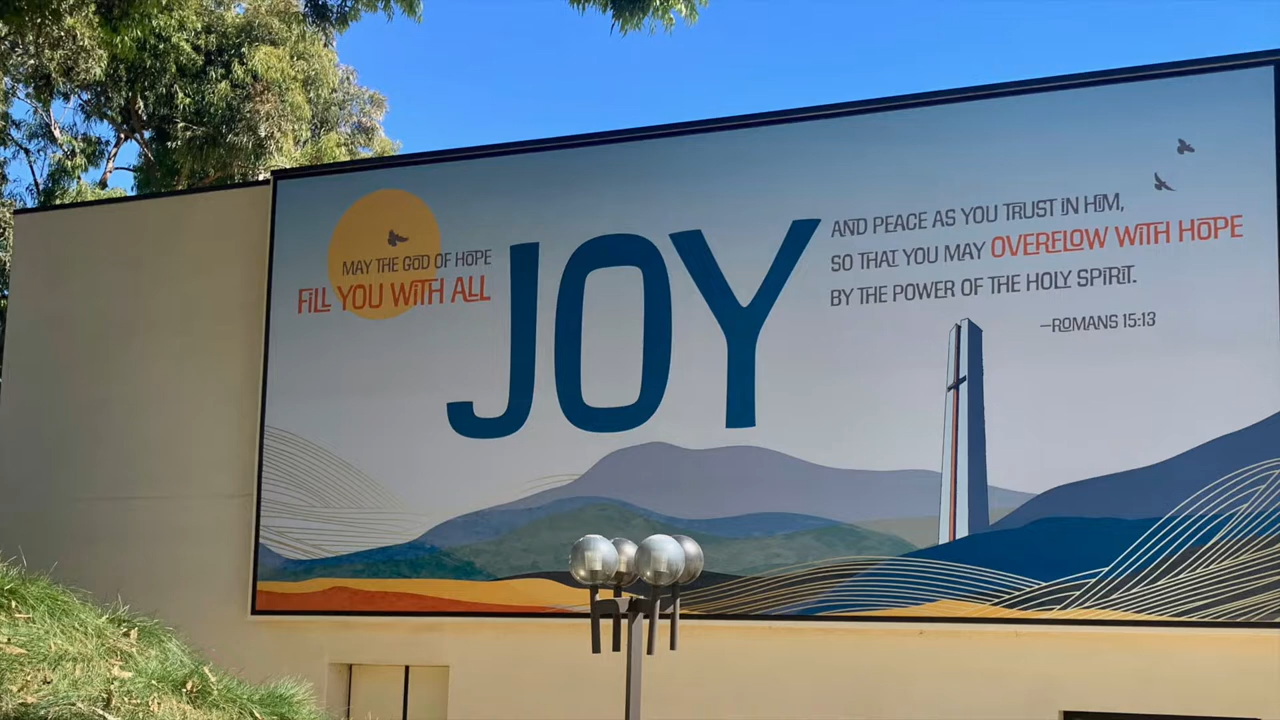 MAY THE GOD OF HOPE
FILL YOU WITH ALL
JOY
AND PEACE AS YOU TRUST IN HIM,
SO THAT YOU MAY OVERFLOW WITH HOPE
BY THE POWER OF THE HOLY SPIRIT.
—ROMANS 15:13